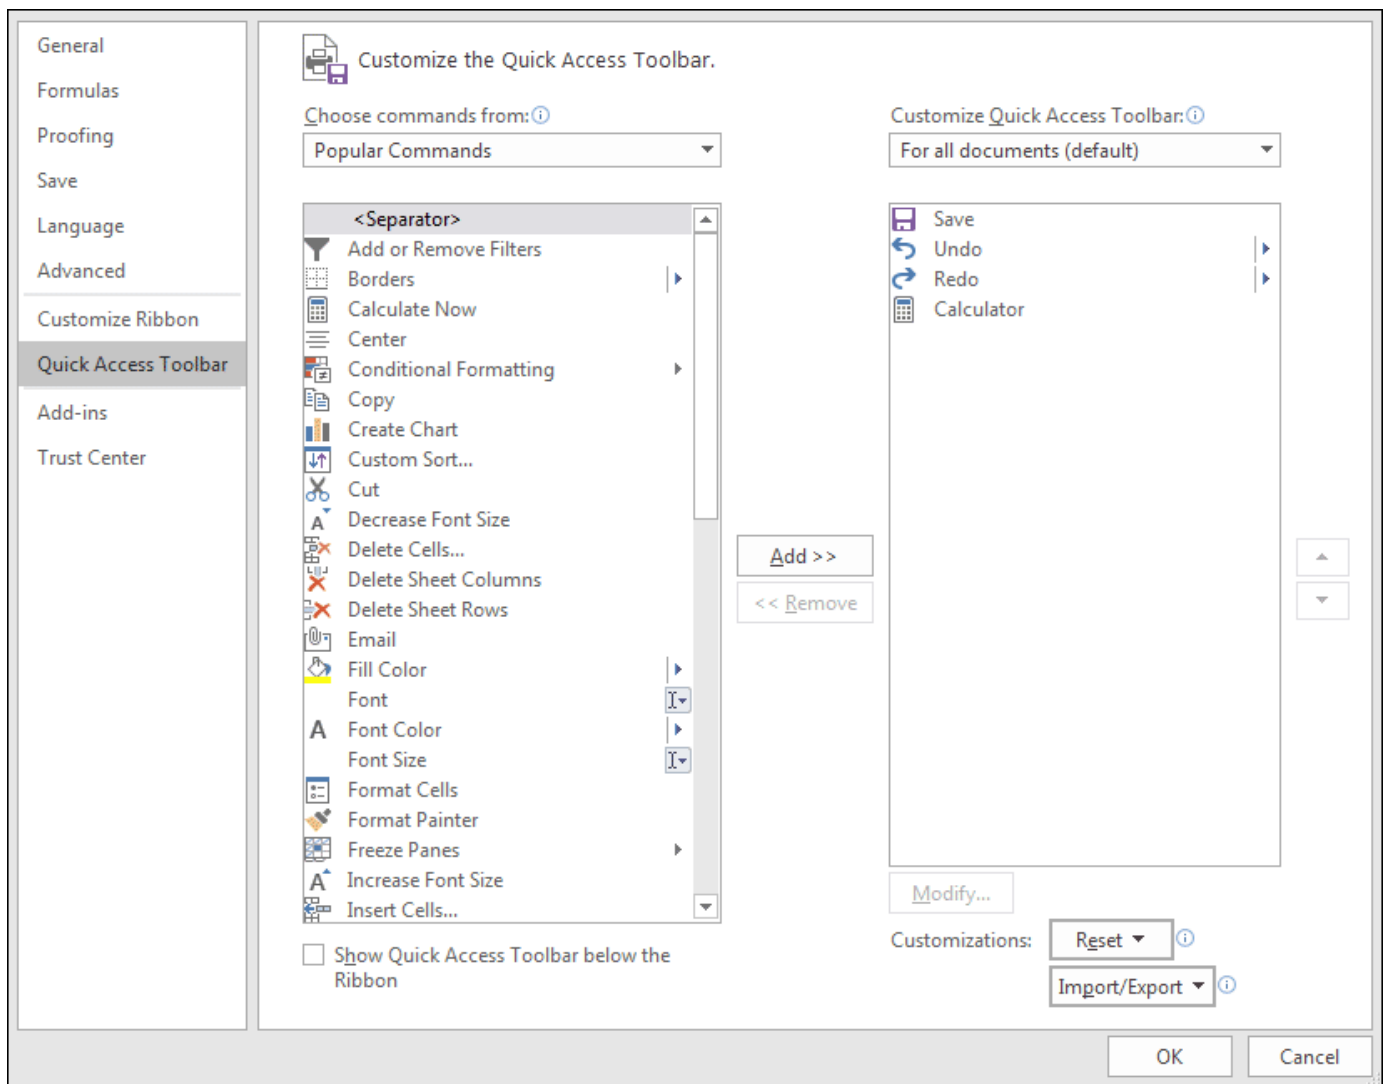 General
Formulas
Proofing
Save
Language
Advanced
Customize Ribbon
Quick Access Toolbar
Add-ins
Trust Center
Customize the Quick Access Toolbar.
Choose commands from:
Popular Commands
<Separator>
Add or Remove Filters
Borders
Calculate Now
Center
Conditional Formatting
Copy
Create Chart
Custom Sort...
Cut
Decrease Font Size
Delete Cells...
Delete Sheet Columns
Delete Sheet Rows
Email
Fill Color
Font
Font Color
Font Size
Format Cells
Format Painter
Freeze Panes
Increase Font Size
Insert Cells...
Show Quick Access Toolbar below the
Ribbon
Add >>
<< Remove
Customize Quick Access Toolbar:
For all documents (default)
Save
Undo
Redo
Calculator
Modify...
Customizations:
Reset
Import/Export
OK
Cancel